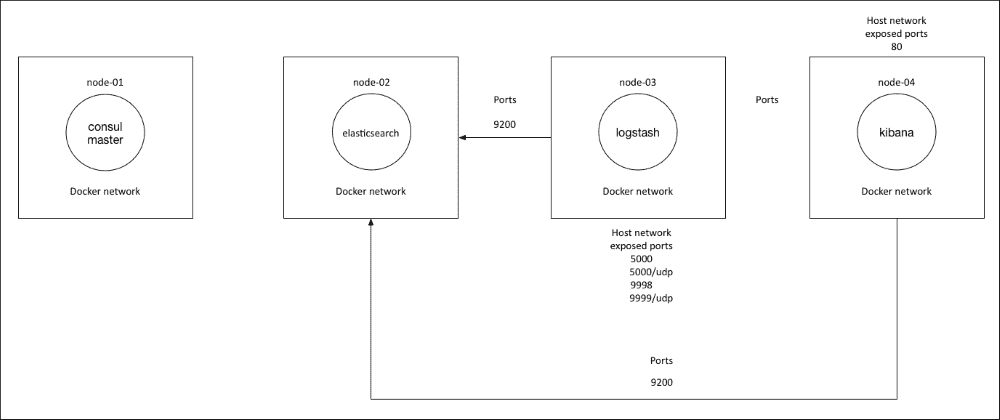 Host network
exposed ports
80
node-01
consul
master
Docker network
node-02
elasticsearch
Ports
9200
node-03
logstash
Docker network
Host network
exposed ports
5000
5000/udp
9998
9999/udp
Ports
node-04
kibana
Docker network
Ports
9200